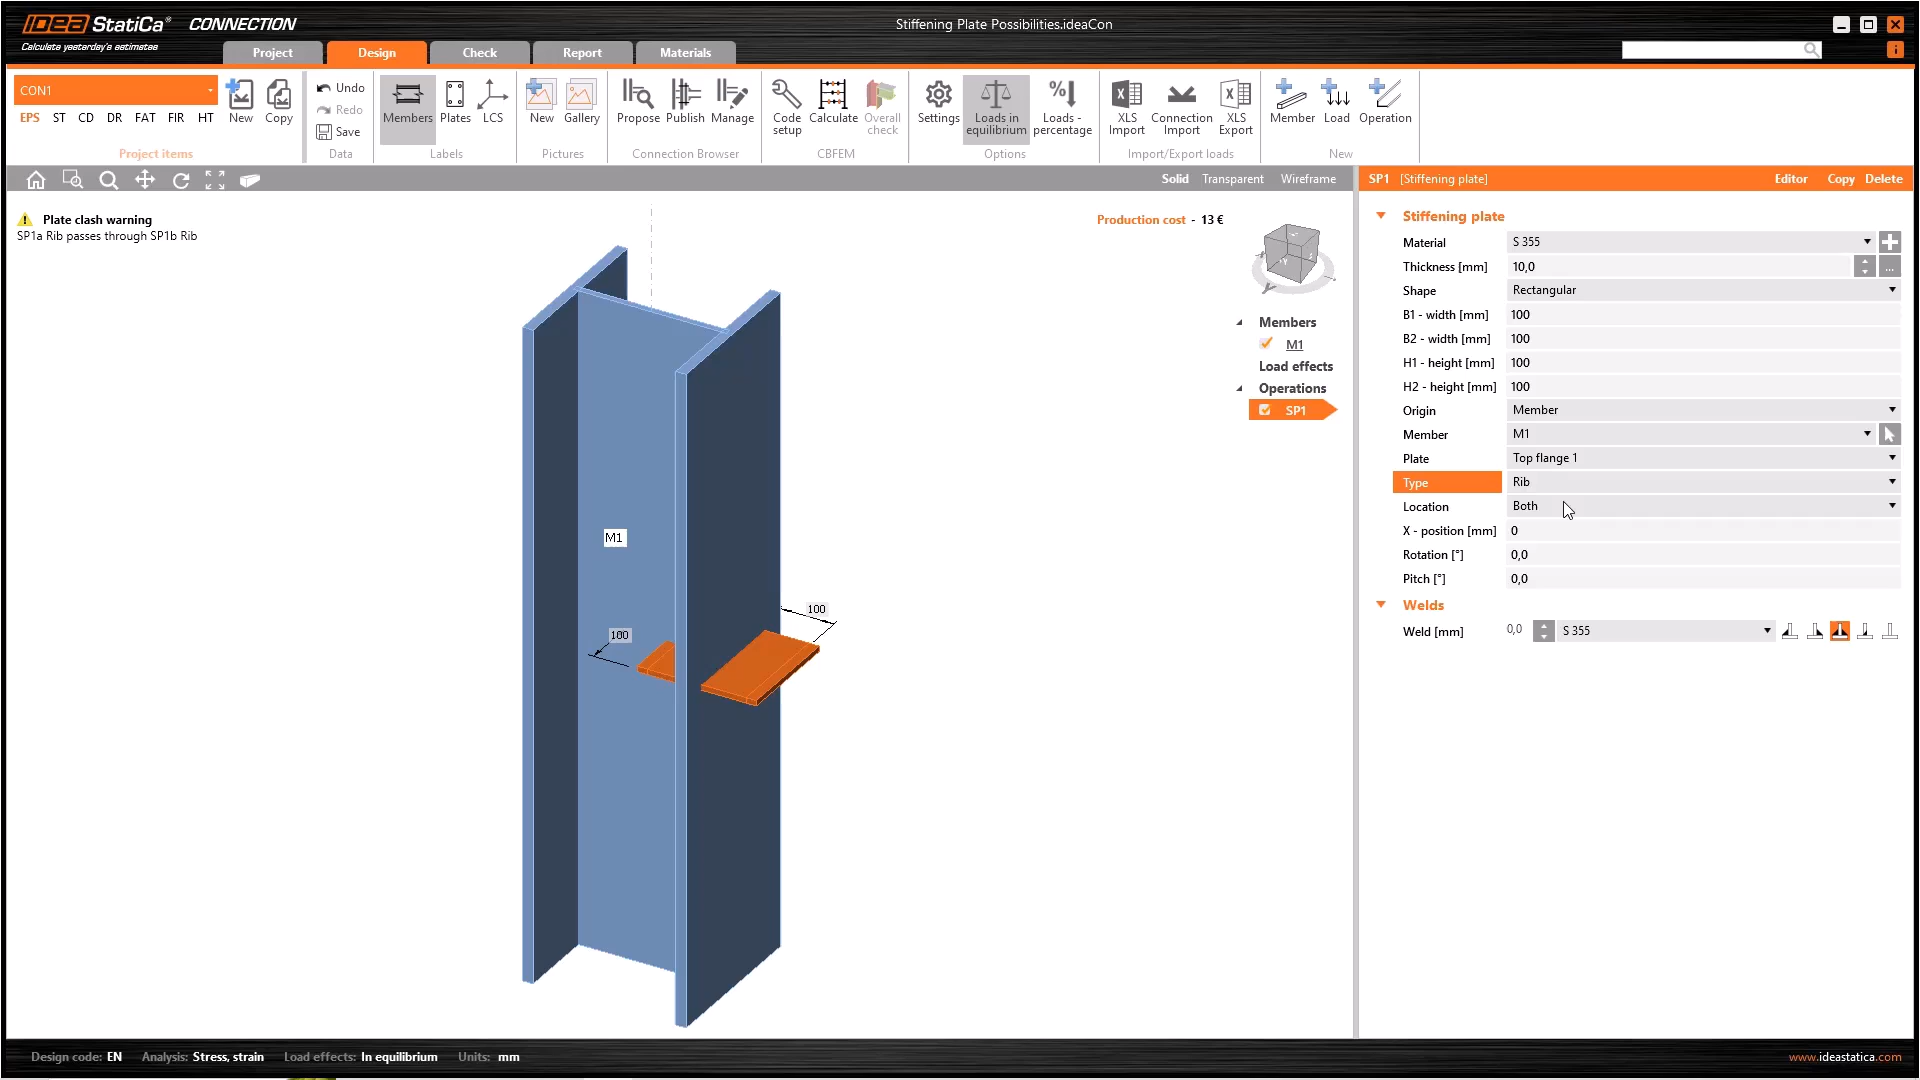 IDEA StatiCa® CONNECTION
Calculate yesterday's estimates
Stiffening Plate Possibilities.ideaCon
Project Design Check Report Materials
CON1
EPS ST CD DR FAT FIR HT
New Copy
Project items
Undo
Redo
Save
Data
Members Plates LCS
Labels
New Gallery
Pictures
Propose Publish Manage
Connection Browser
Code setup Calculate Overall check
CBFEM
Settings Loads in equilibrium Loads - percentage
Options
XLS Import Connection Import XLS Export
Import/Export loads
Member Load Operation
New
Solid Transparent Wireframe
SP1 [Stiffening plate] Editor Copy Delete
Plate clash warning
SP1a Rib passes through SP1b Rib
Production cost - 13 €
Members
M1
Load effects
Operations
SP1
M1
100
100
Stiffening plate
Material S 355
Thickness [mm] 10,0 ...
Shape Rectangular
B1 - width [mm] 100
B2 - width [mm] 100
H1 - height [mm] 100
H2 - height [mm] 100
Origin Member
Member M1
Plate Top flange 1
Type Rib
Location Both
X - position [mm] 0
Rotation [°] 0,0
Pitch [°] 0,0
Welds
Weld [mm] 0,0 S 355
Design code: EN Analysis: Stress, strain Load effects: In equilibrium Units: mm
www.ideastatica.com